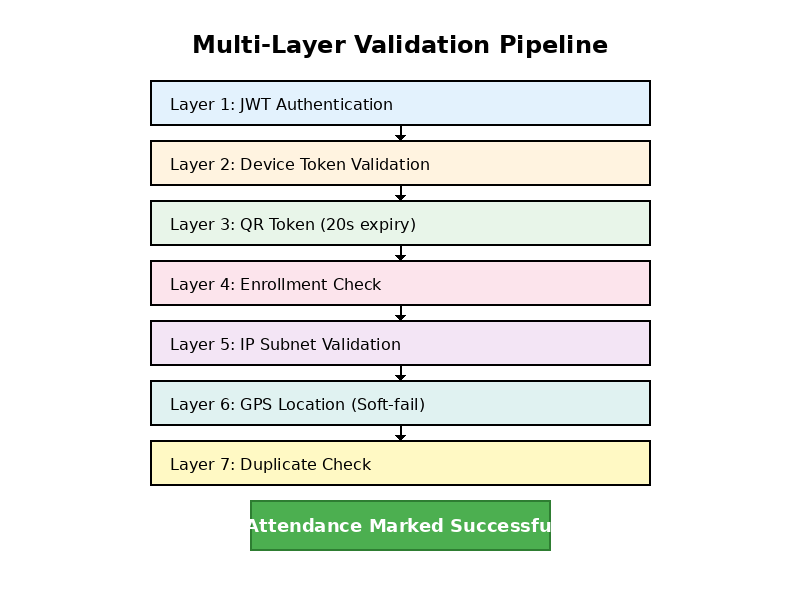 Multi-Layer Validation Pipeline
Layer 1: JWT Authentication
Layer 2: Device Token Validation
Layer 3: QR Token (20s expiry)
Layer 4: Enrollment Check
Layer 5: IP Subnet Validation
Layer 6: GPS Location (Soft-fail)
Layer 7: Duplicate Check
Attendance Marked Successfu